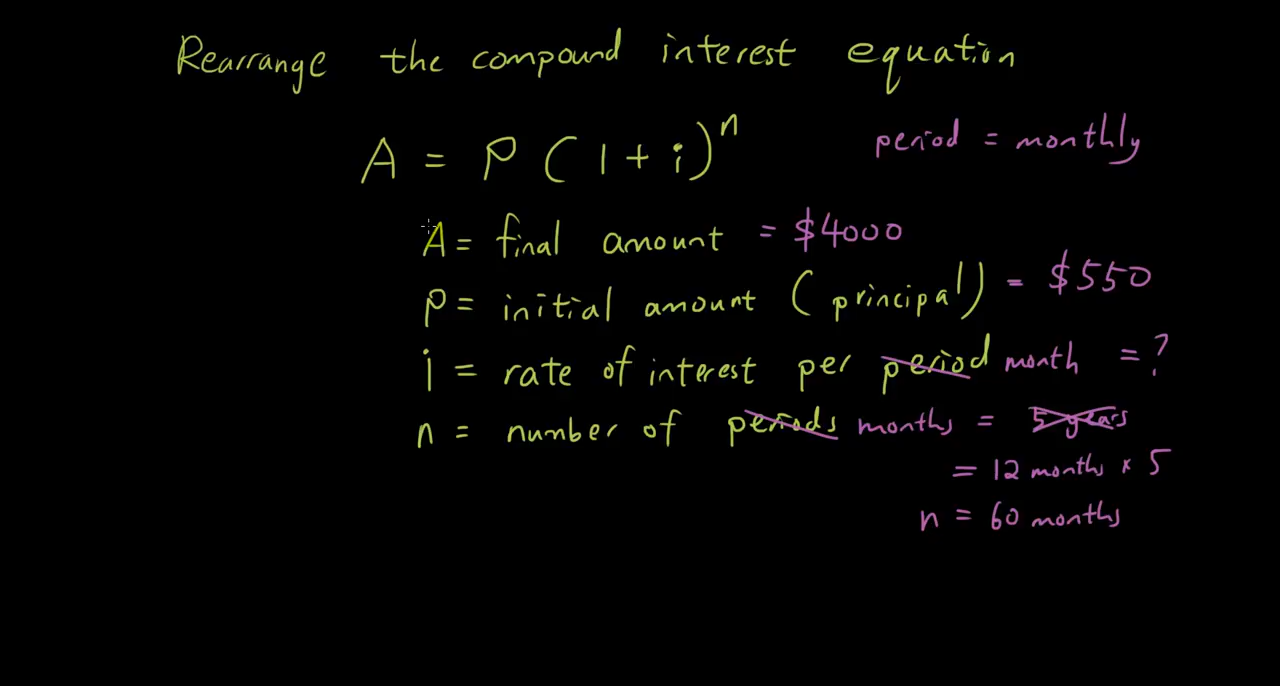 Rearrange the compound interest equation
A = P (1 + i)^n
period = monthly
A = final amount = $4000
P = initial amount (principal) = $550
i = rate of interest per period month = ?
n = number of periods months = 5 years
= 12 months × 5
n = 60 months